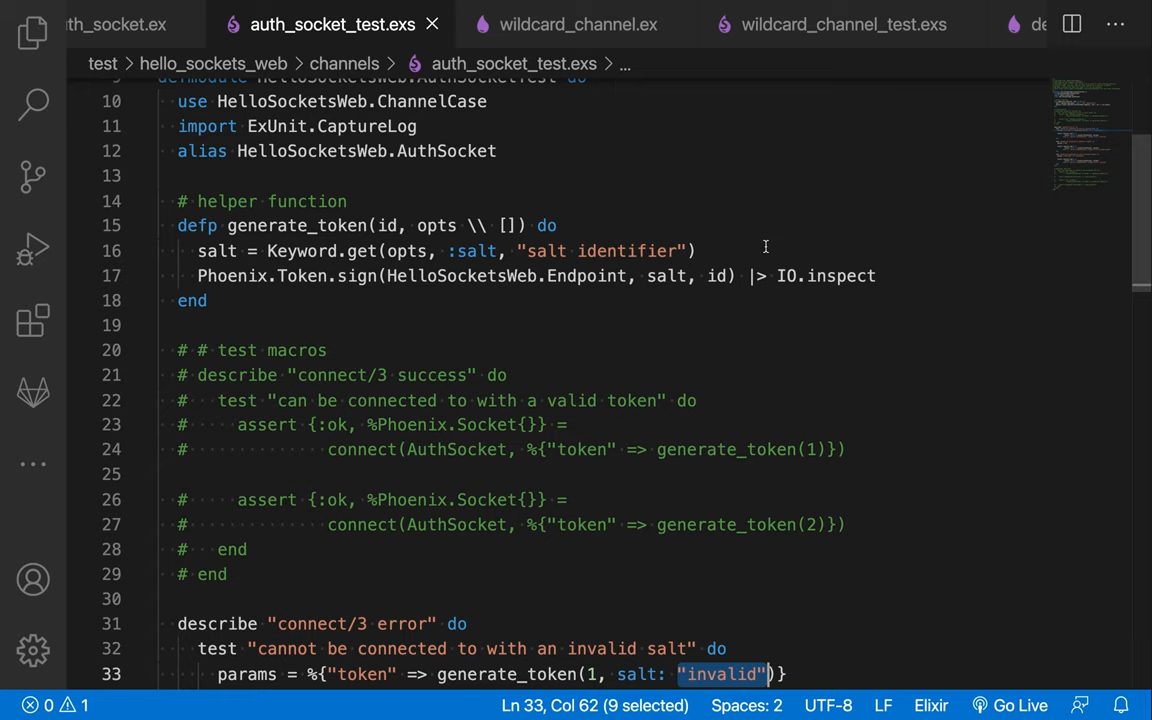 th_socket.ex auth_socket_test.exs wildcard_channel.ex wildcard_channel_test.exs de
test > hello_sockets_web > channels > auth_socket_test.exs > ...
9 defmodule HelloSocketsWeb.AuthSocketTest do
10 use HelloSocketsWeb.ChannelCase
11 import ExUnit.CaptureLog
12 alias HelloSocketsWeb.AuthSocket
13
14 # helper function
15 defp generate_token(id, opts \\ []) do
16 salt = Keyword.get(opts, :salt, "salt identifier")
17 Phoenix.Token.sign(HelloSocketsWeb.Endpoint, salt, id) |> IO.inspect
18 end
19
20 # # test macros
21 # describe "connect/3 success" do
22 # test "can be connected to with a valid token" do
23 # assert {:ok, %Phoenix.Socket{}} =
24 # connect(AuthSocket, %{"token" => generate_token(1)})
25
26 # assert {:ok, %Phoenix.Socket{}} =
27 # connect(AuthSocket, %{"token" => generate_token(2)})
28 # end
29 # end
30
31 describe "connect/3 error" do
32 test "cannot be connected to with an invalid salt" do
33 params = %{"token" => generate_token(1, salt: "invalid")}
0 1 Ln 33, Col 62 (9 selected) Spaces: 2 UTF-8 LF Elixir Go Live